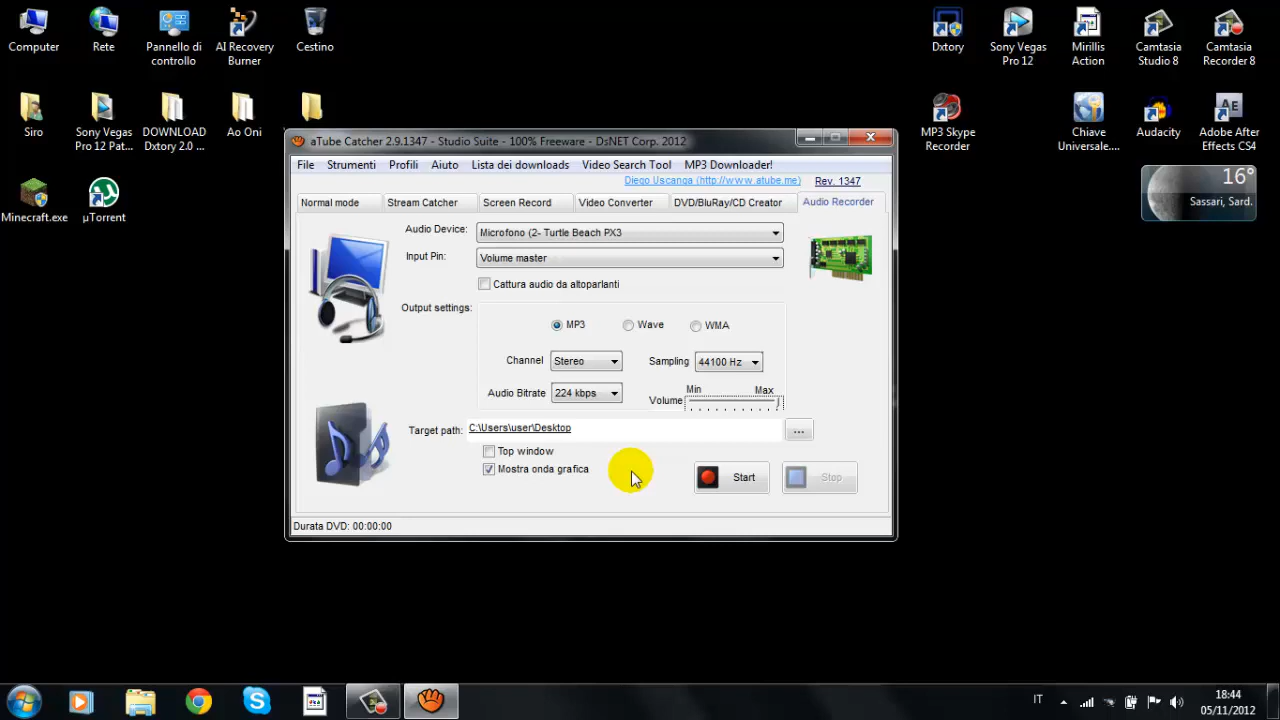 Computer
Rete
Pannello di
controllo
AI Recovery
Burner
Cestino
Dxtory
Sony Vegas
Pro 12
Mirillis
Action
Camtasia
Studio 8
Camtasia
Recorder 8
Siro
Sony Vegas
Pro 12 Pat...
DOWNLOAD
Dxtory 2.0 ...
Ao Oni
MP3 Skype
Recorder
Chiave
Universale....
Audacity
Adobe After
Effects CS4
Minecraft.exe
µTorrent
16°
Sassari, Sard.
aTube Catcher 2.9.1347 - Studio Suite - 100% Freeware - DsNET Corp. 2012
File Strumenti Profili Aiuto Lista dei downloads Video Search Tool MP3 Downloader!
Diego Uscanga (http://www.atube.me) Rev. 1347
Normal mode Stream Catcher Screen Record Video Converter DVD/BluRay/CD Creator Audio Recorder
Audio Device: Microfono (2- Turtle Beach PX3
Input Pin: Volume master
Cattura audio da altoparlanti
Output settings:
MP3 Wave WMA
Channel Stereo Sampling 44100 Hz
Audio Bitrate 224 kbps Volume Min Max
Target path: C:\Users\user\Desktop ...
Top window
Mostra onda grafica
Start Stop
Durata DVD: 00:00:00
IT
18:44
05/11/2012